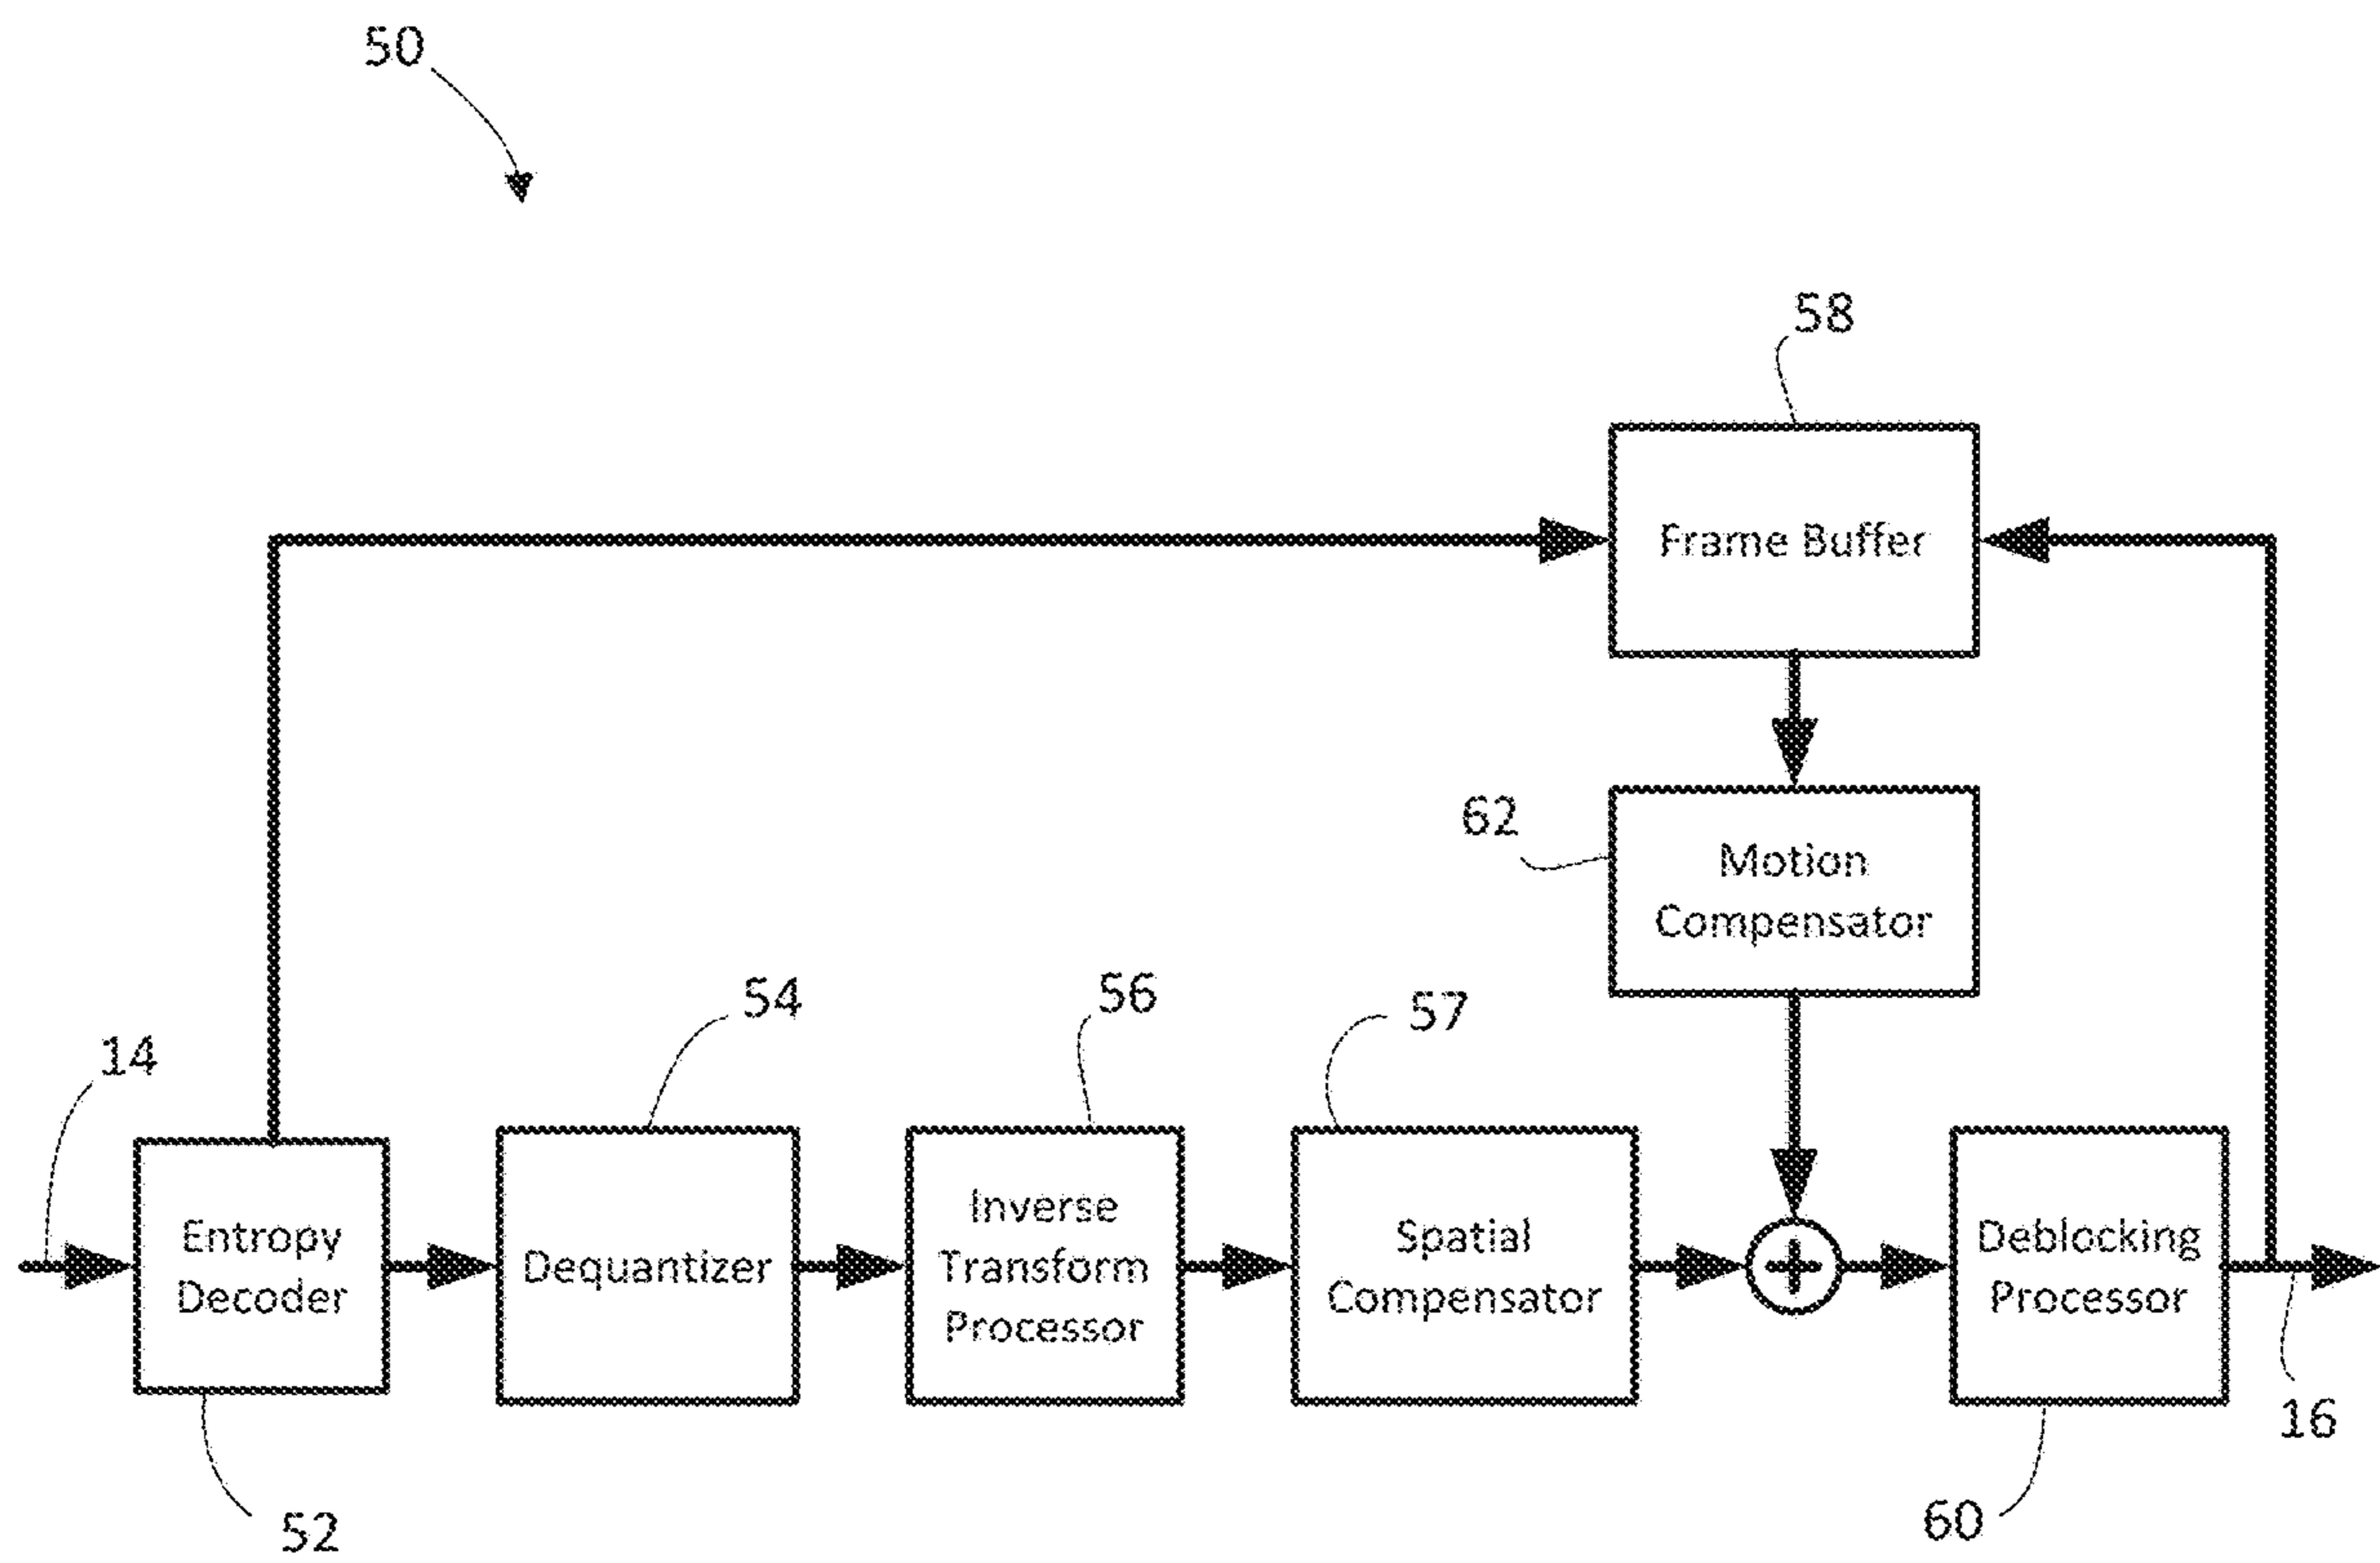 50
58
Frame Buffer
62
Motion
Compensator
54
56
57
14
Entropy
Decoder
Dequantizer
Inverse
Transform
Processor
Spatial
Compensator
+
Deblocking
Processor
16
52
60